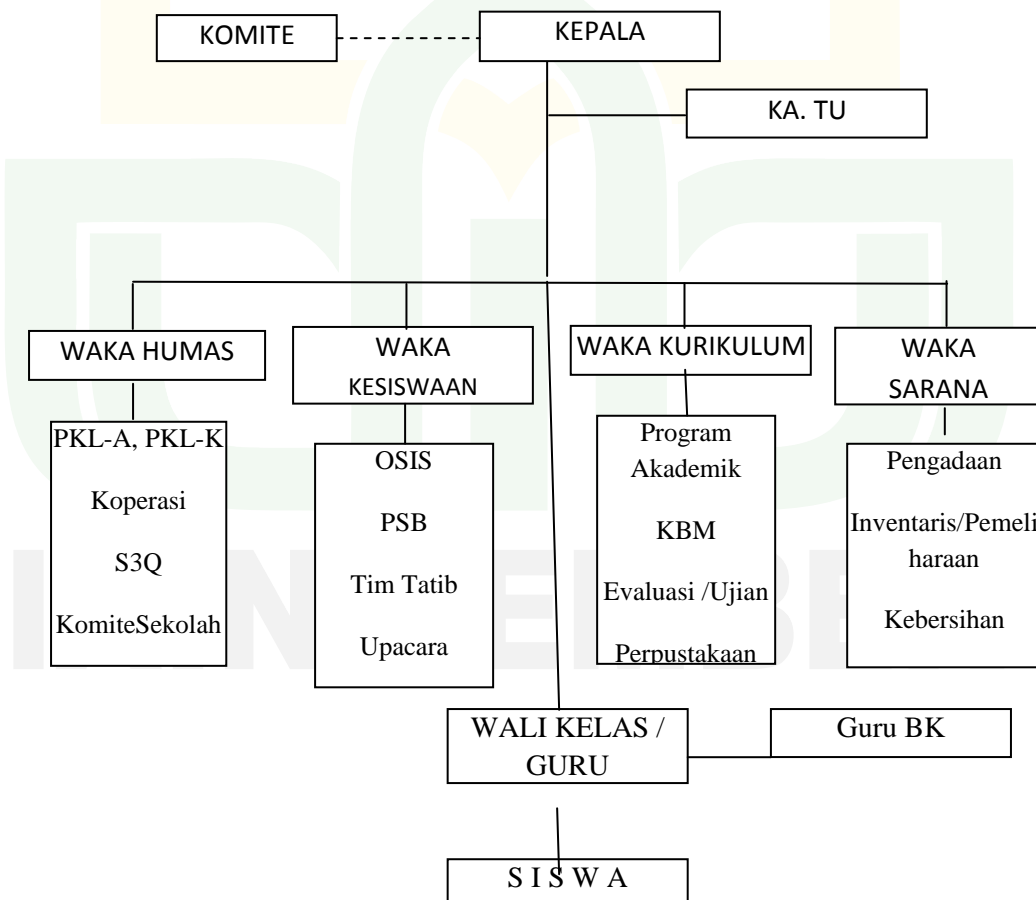 KOMITE
KEPALA
KA. TU
WAKA HUMAS
WAKA
KESISWAAN
WAKA KURIKULUM
WAKA
SARANA
PKL-A, PKL-K
Koperasi
S3Q
KomiteSekolah
OSIS
PSB
Tim Tatib
Upacara
Program
Akademik
KBM
Evaluasi /Ujian
Perpustakaan
Pengadaan
Inventaris/Pemeli
haraan
Kebersihan
WALI KELAS /
GURU
Guru BK
S I S W A